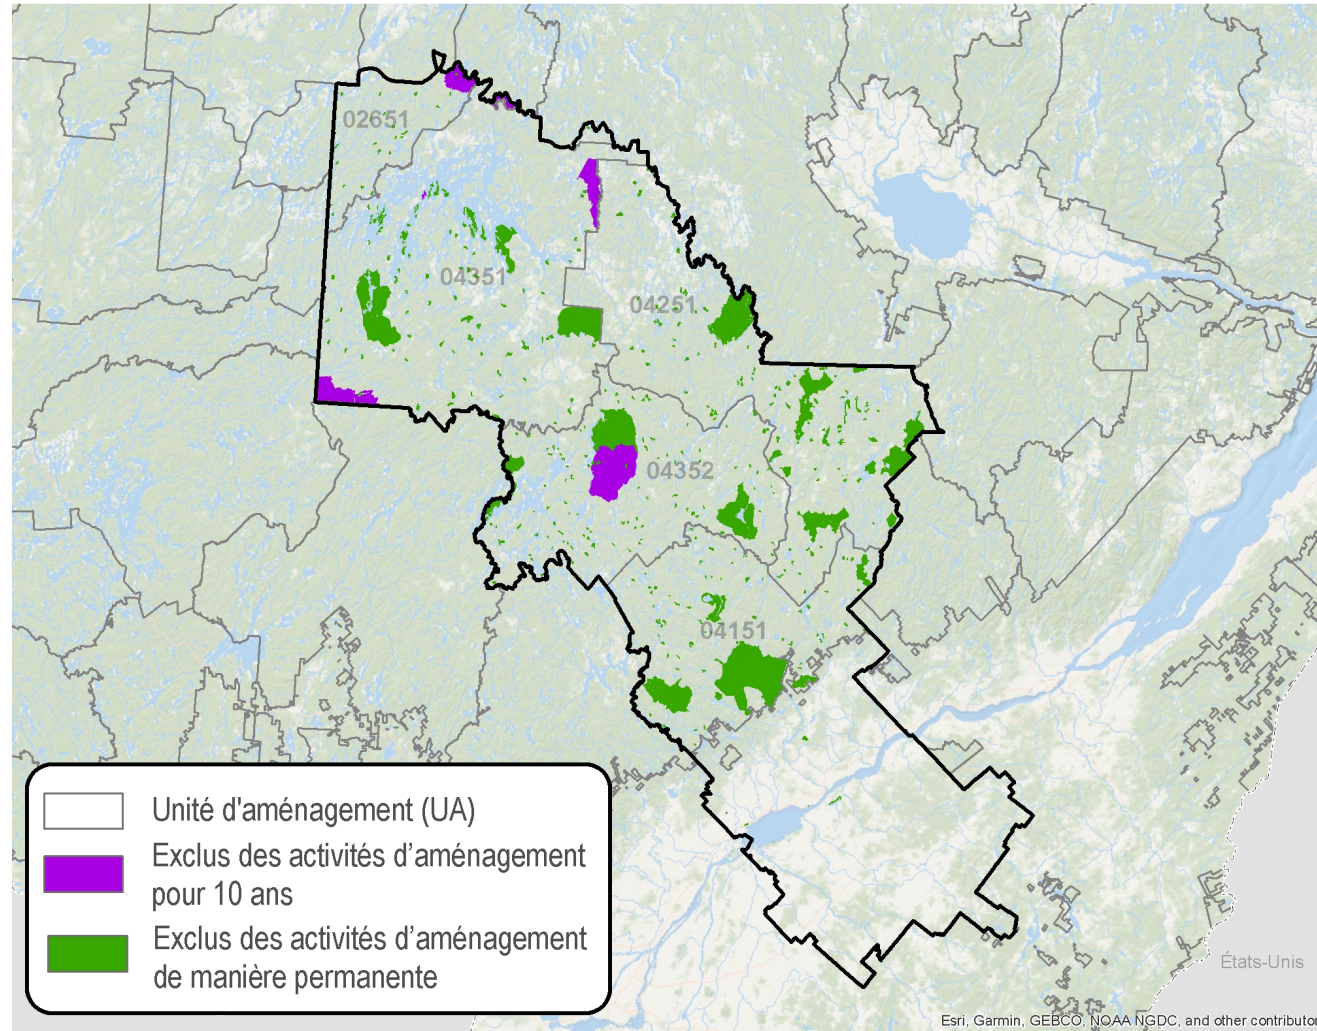 02651
04351
04251
04352
04151
Unité d'aménagement (UA)
Exclus des activités d’aménagement
pour 10 ans
Exclus des activités d’aménagement
de manière permanente
États-Unis
Esri, Garmin, GEBCO, NOAA NGDC, and other contributor